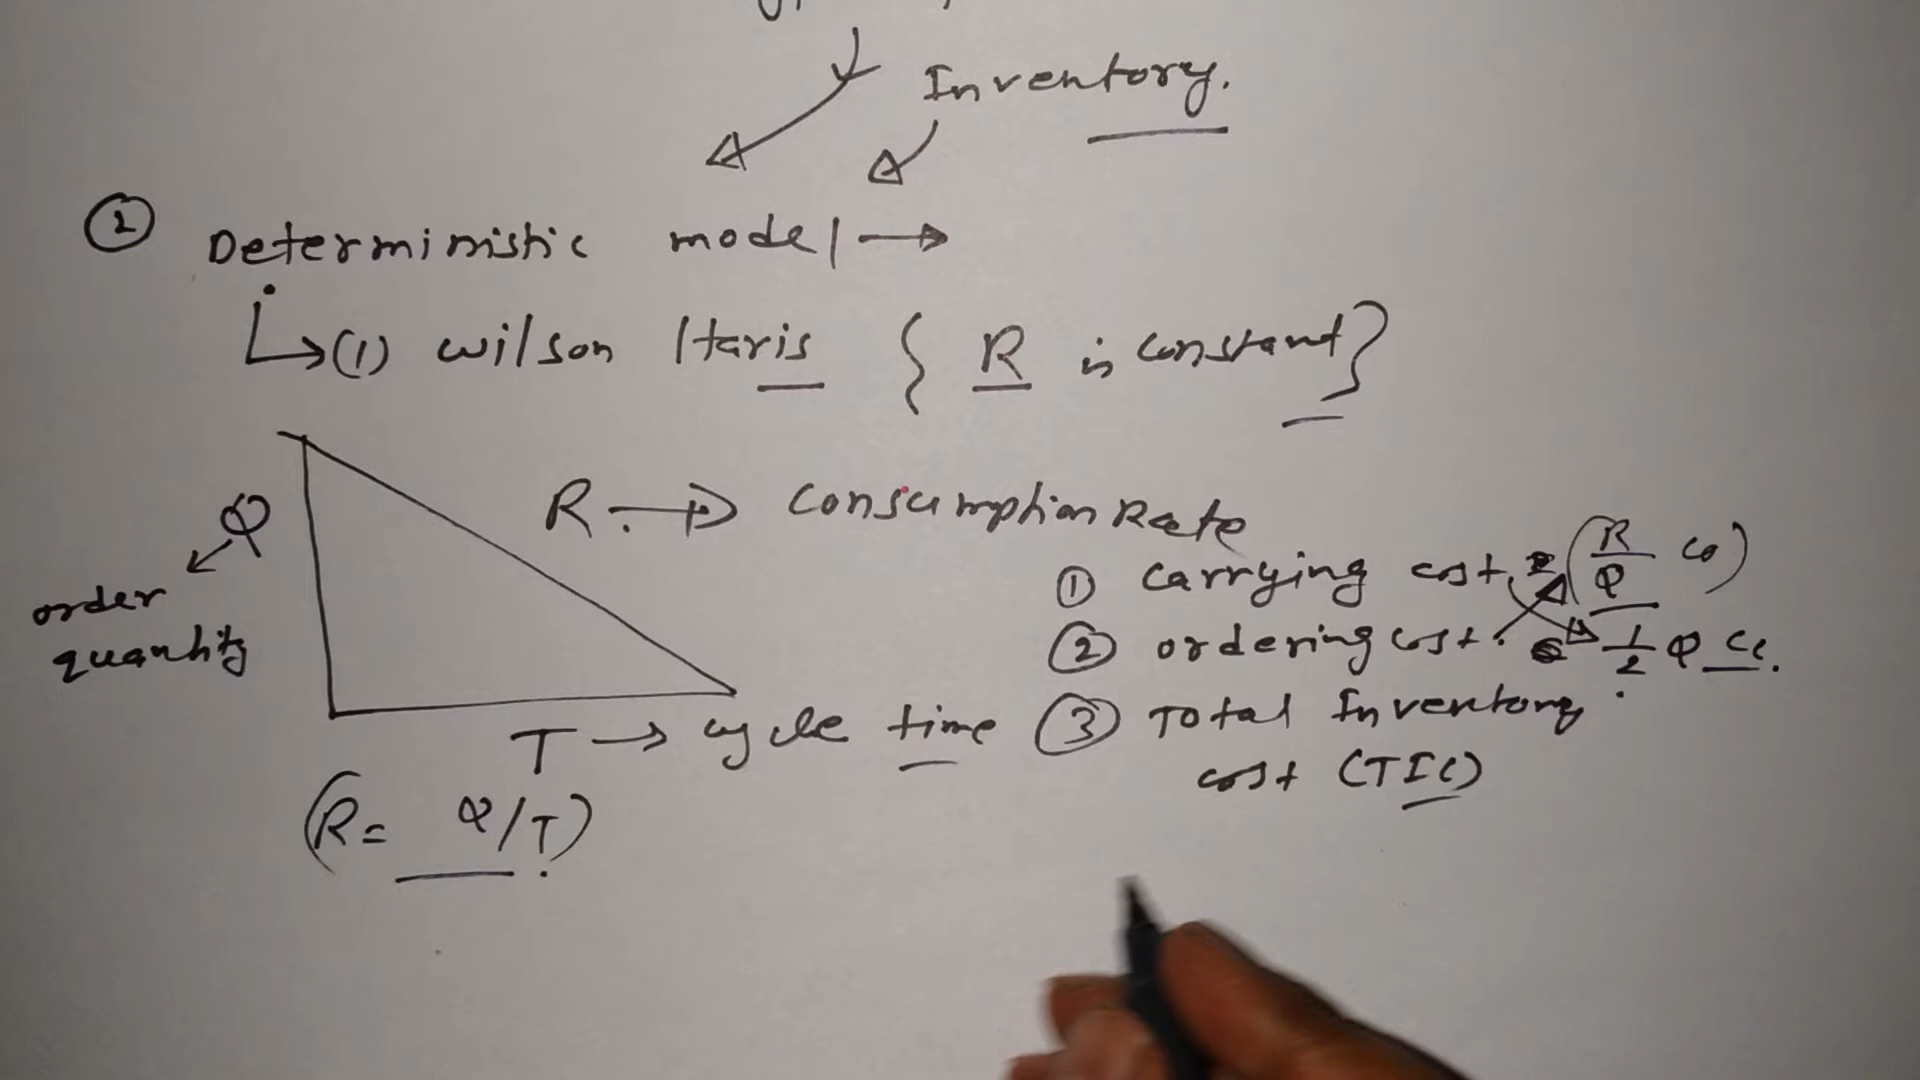 Inventory.
② Deterministic model →
↳ (1) wilson Haris { R is constant }
Q
order
quantity
R → Consumption Rate
① Carrying cost (R/Q Co)
② ordering cost. 1/2 Q Cc.
T → cycle time
③ Total Inventory
cost (TIC)
(R = Q/T)